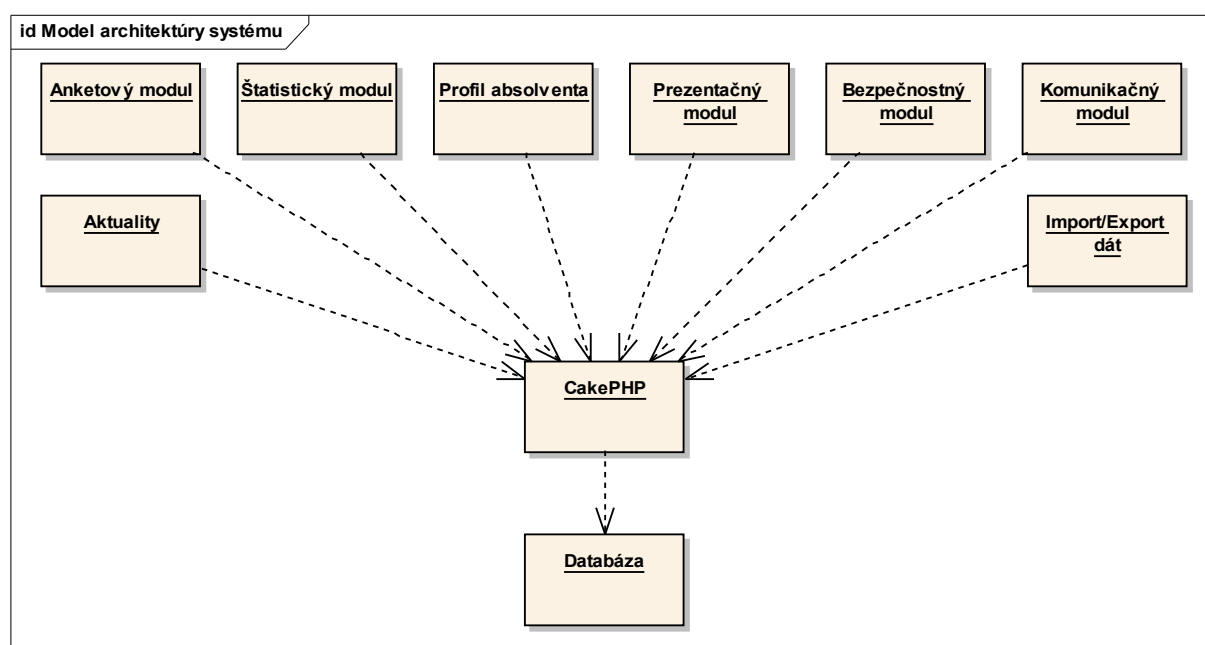 id Model architektúry systému
Anketový modul
Štatistický modul
Profil absolventa
Prezentačný
modul
Bezpečnostný
modul
Komunikačný
modul
Aktuality
Import/Export
dát
CakePHP
Databáza